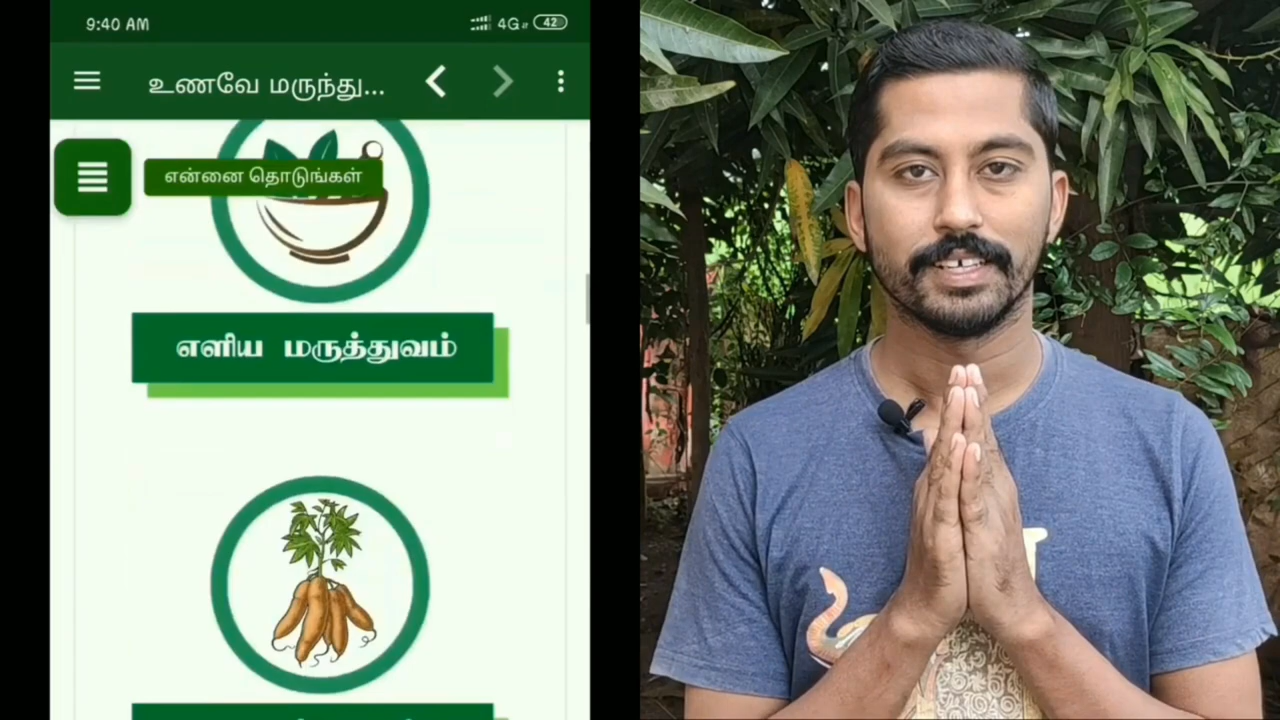 9:40 AM
4G
42
உணவே மருந்து...
என்னை தொடுங்கள்
எளிய மருத்துவம்